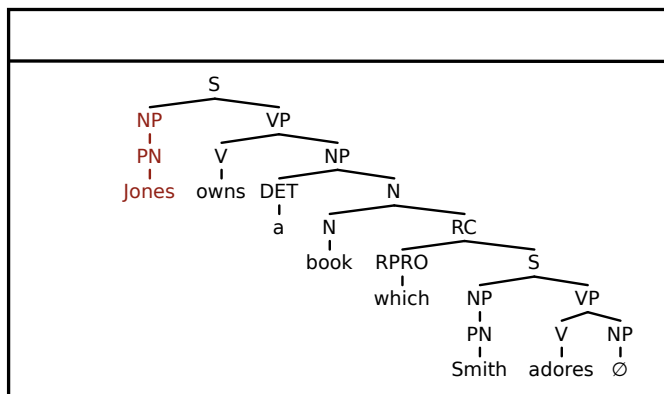 S
NP VP
PN V NP
Jones owns DET N
a N RC
book RPRO S
which NP VP
PN V NP
Smith adores ∅